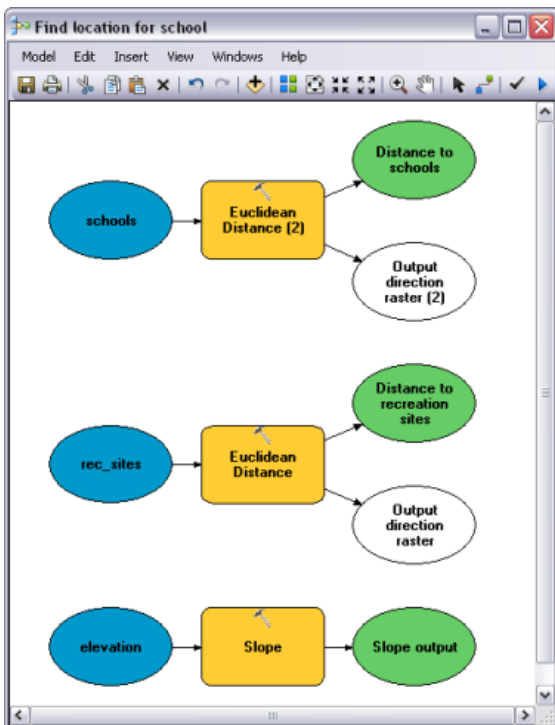 Find location for school
Model Edit Insert View Windows Help
Distance to
schools
schools
Euclidean
Distance (2)
Output
direction
raster (2)
Distance to
recreation
sites
rec_sites
Euclidean
Distance
Output
direction
raster
elevation
Slope
Slope output